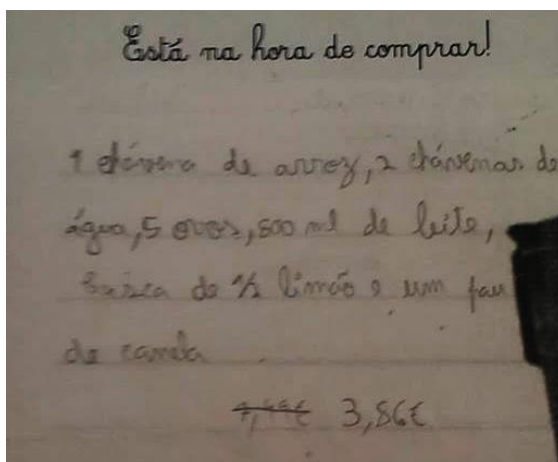 Está na hora de comprar!
1 chávena de arroz, 2 chávenas de
água, 5 ovos, 500 ml de leite,
de 1/2 limão e um pau
de canela
3,86€